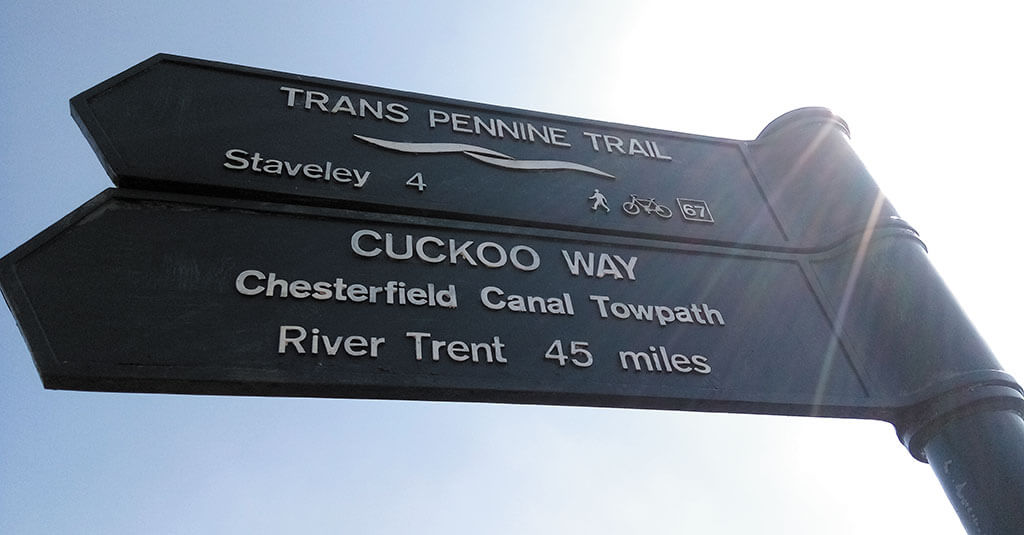 TRANS PENNINE TRAIL
Staveley 4
67
CUCKOO WAY
Chesterfield Canal Towpath
River Trent 45 miles